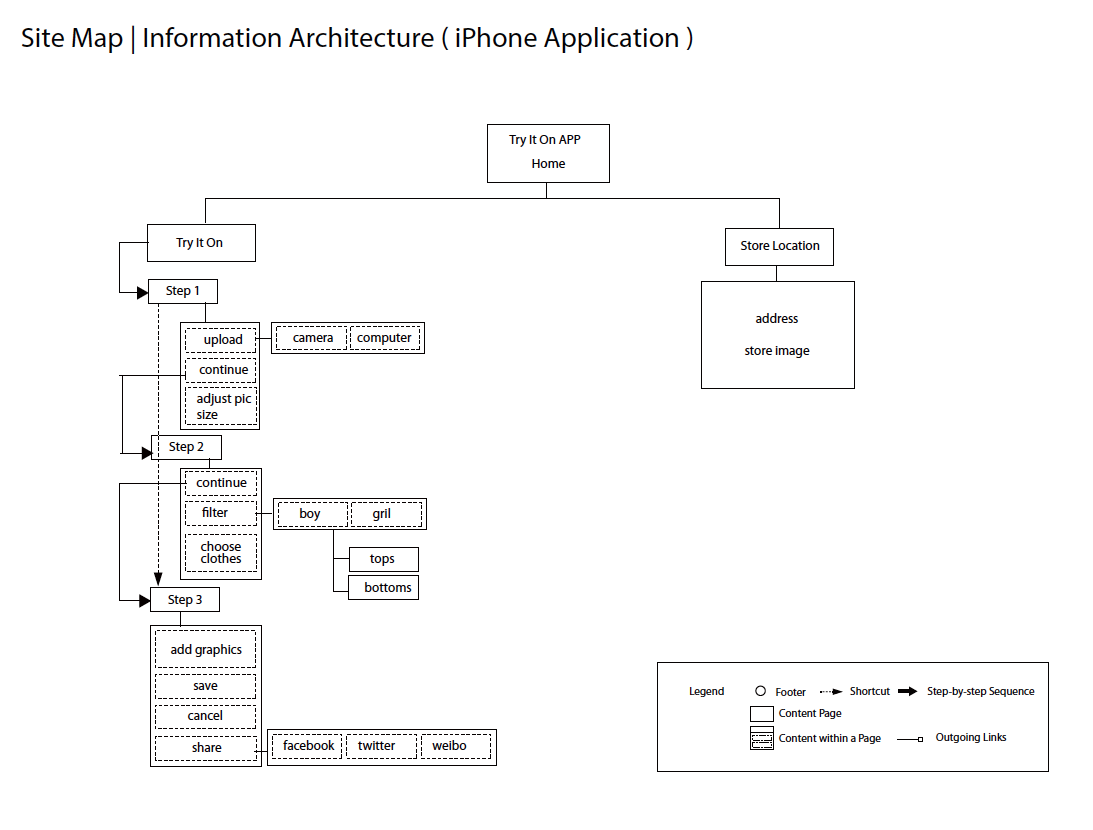 Site Map | Information Architecture ( iPhone Application )
Try It On APP
Home
Try It On
Store Location
Step 1
address
store image
upload
camera
computer
continue
adjust pic
size
Step 2
continue
filter
boy
gril
choose
clothes
tops
bottoms
Step 3
add graphics
save
cancel
share
facebook
twitter
weibo
Legend
Footer
Shortcut
Step-by-step Sequence
Content Page
Content within a Page
Outgoing Links